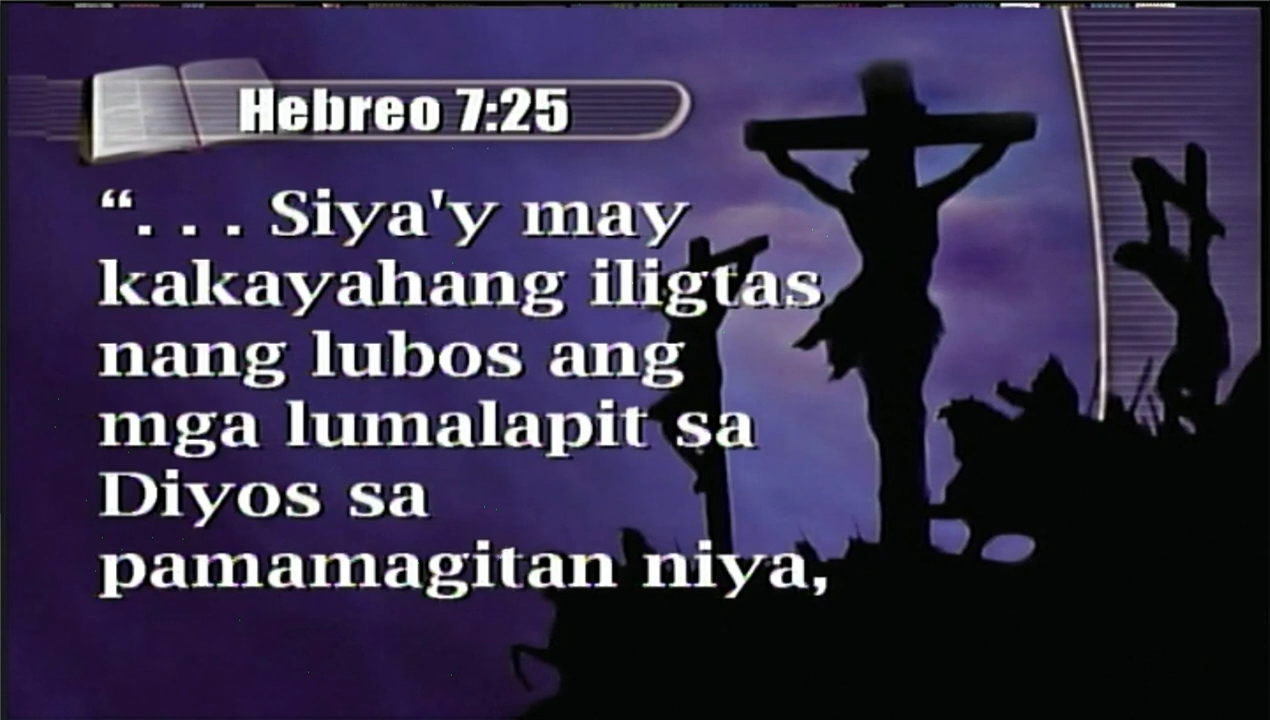 Hebreo 7:25
“. . . Siya'y may
kakayahang iligtas
nang lubos ang
mga lumalapit sa
Diyos sa
pamamagitan niya,